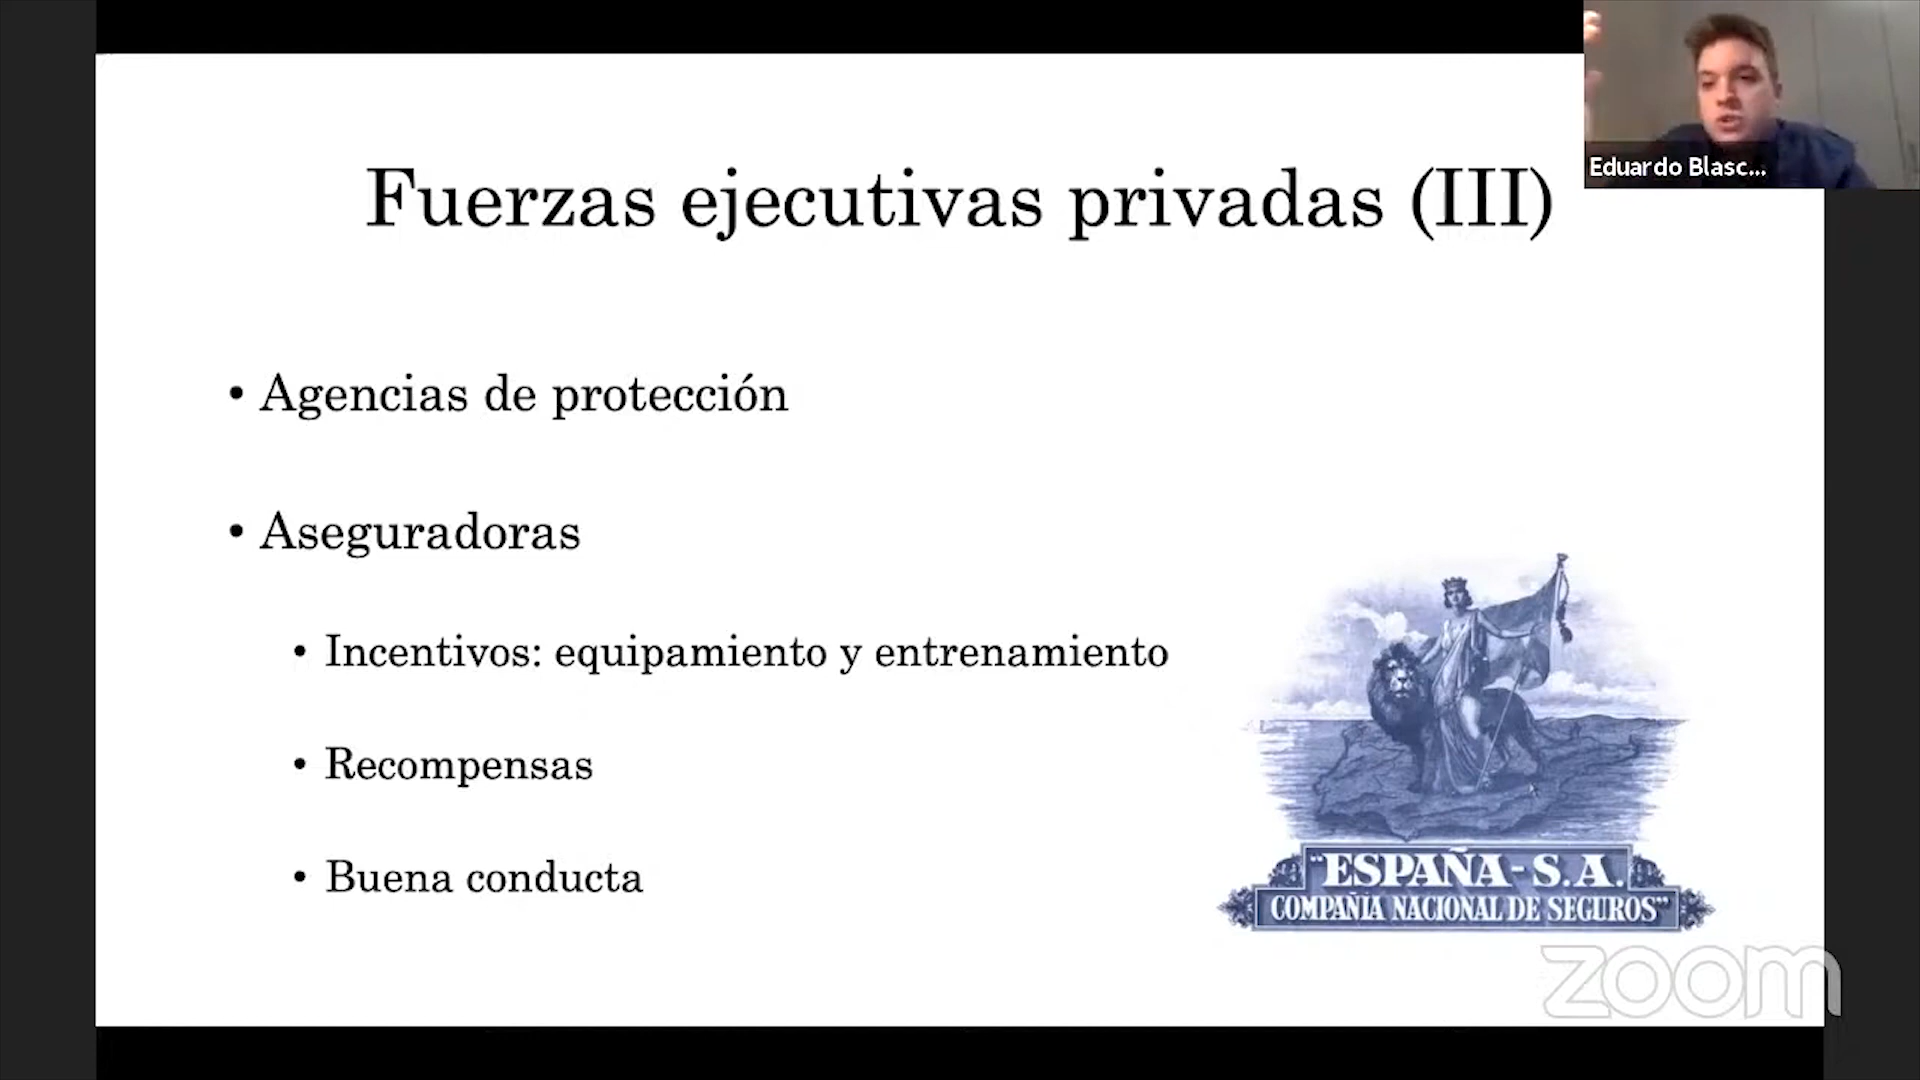 Fuerzas ejecutivas privadas (III)
Eduardo Blasc...
• Agencias de protección
• Aseguradoras
• Incentivos: equipamiento y entrenamiento
• Recompensas
• Buena conducta
"ESPAÑA-S.A.
COMPAÑIA NACIONAL DE SEGUROS"
zoom